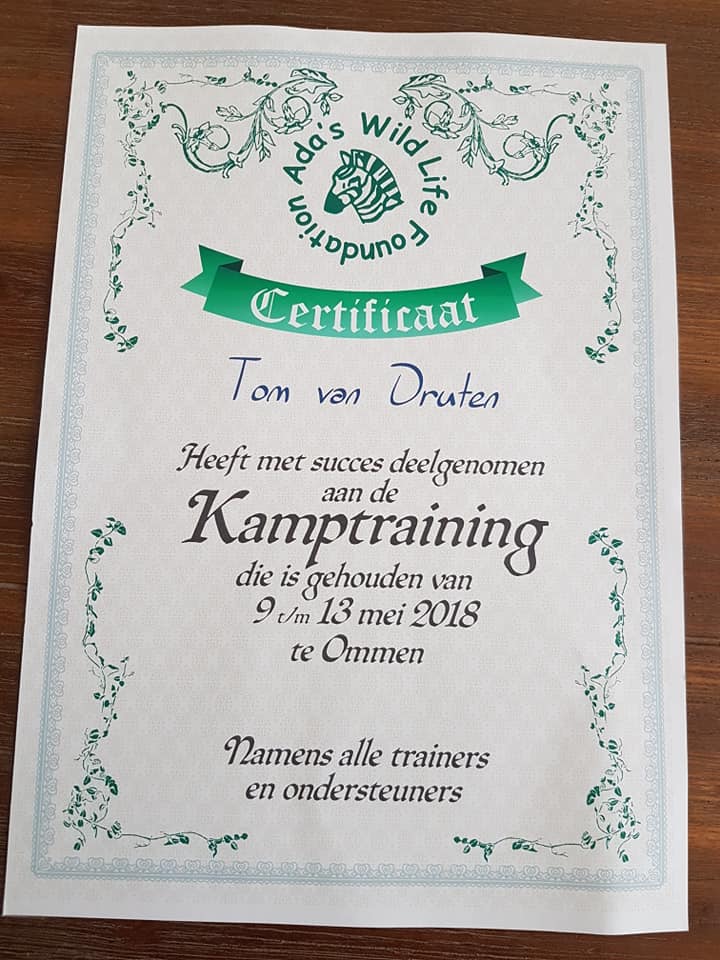 Ada's Wild Life Foundation
Certificaat
Tom van Druten
Heeft met succes deelgenomen
aan de
Kamptraining
die is gehouden van
9 t/m 13 mei 2018
te Ommen
Namens alle trainers
en ondersteuners